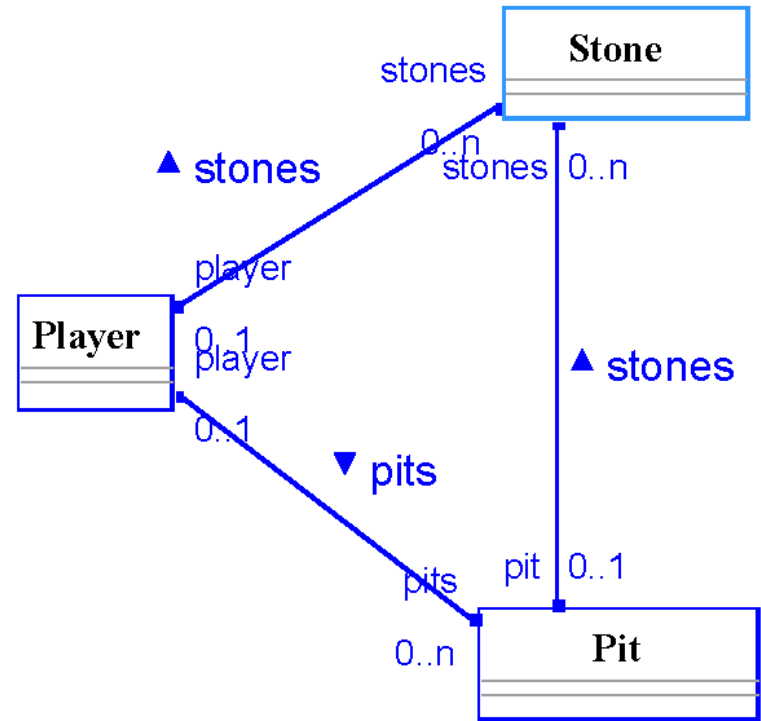 Stone
stones
0..n
▲ stones
stones
0..n
player
Player
0..1
player
▲ stones
0..1
▼ pits
pits
pit
0..1
0..n
Pit